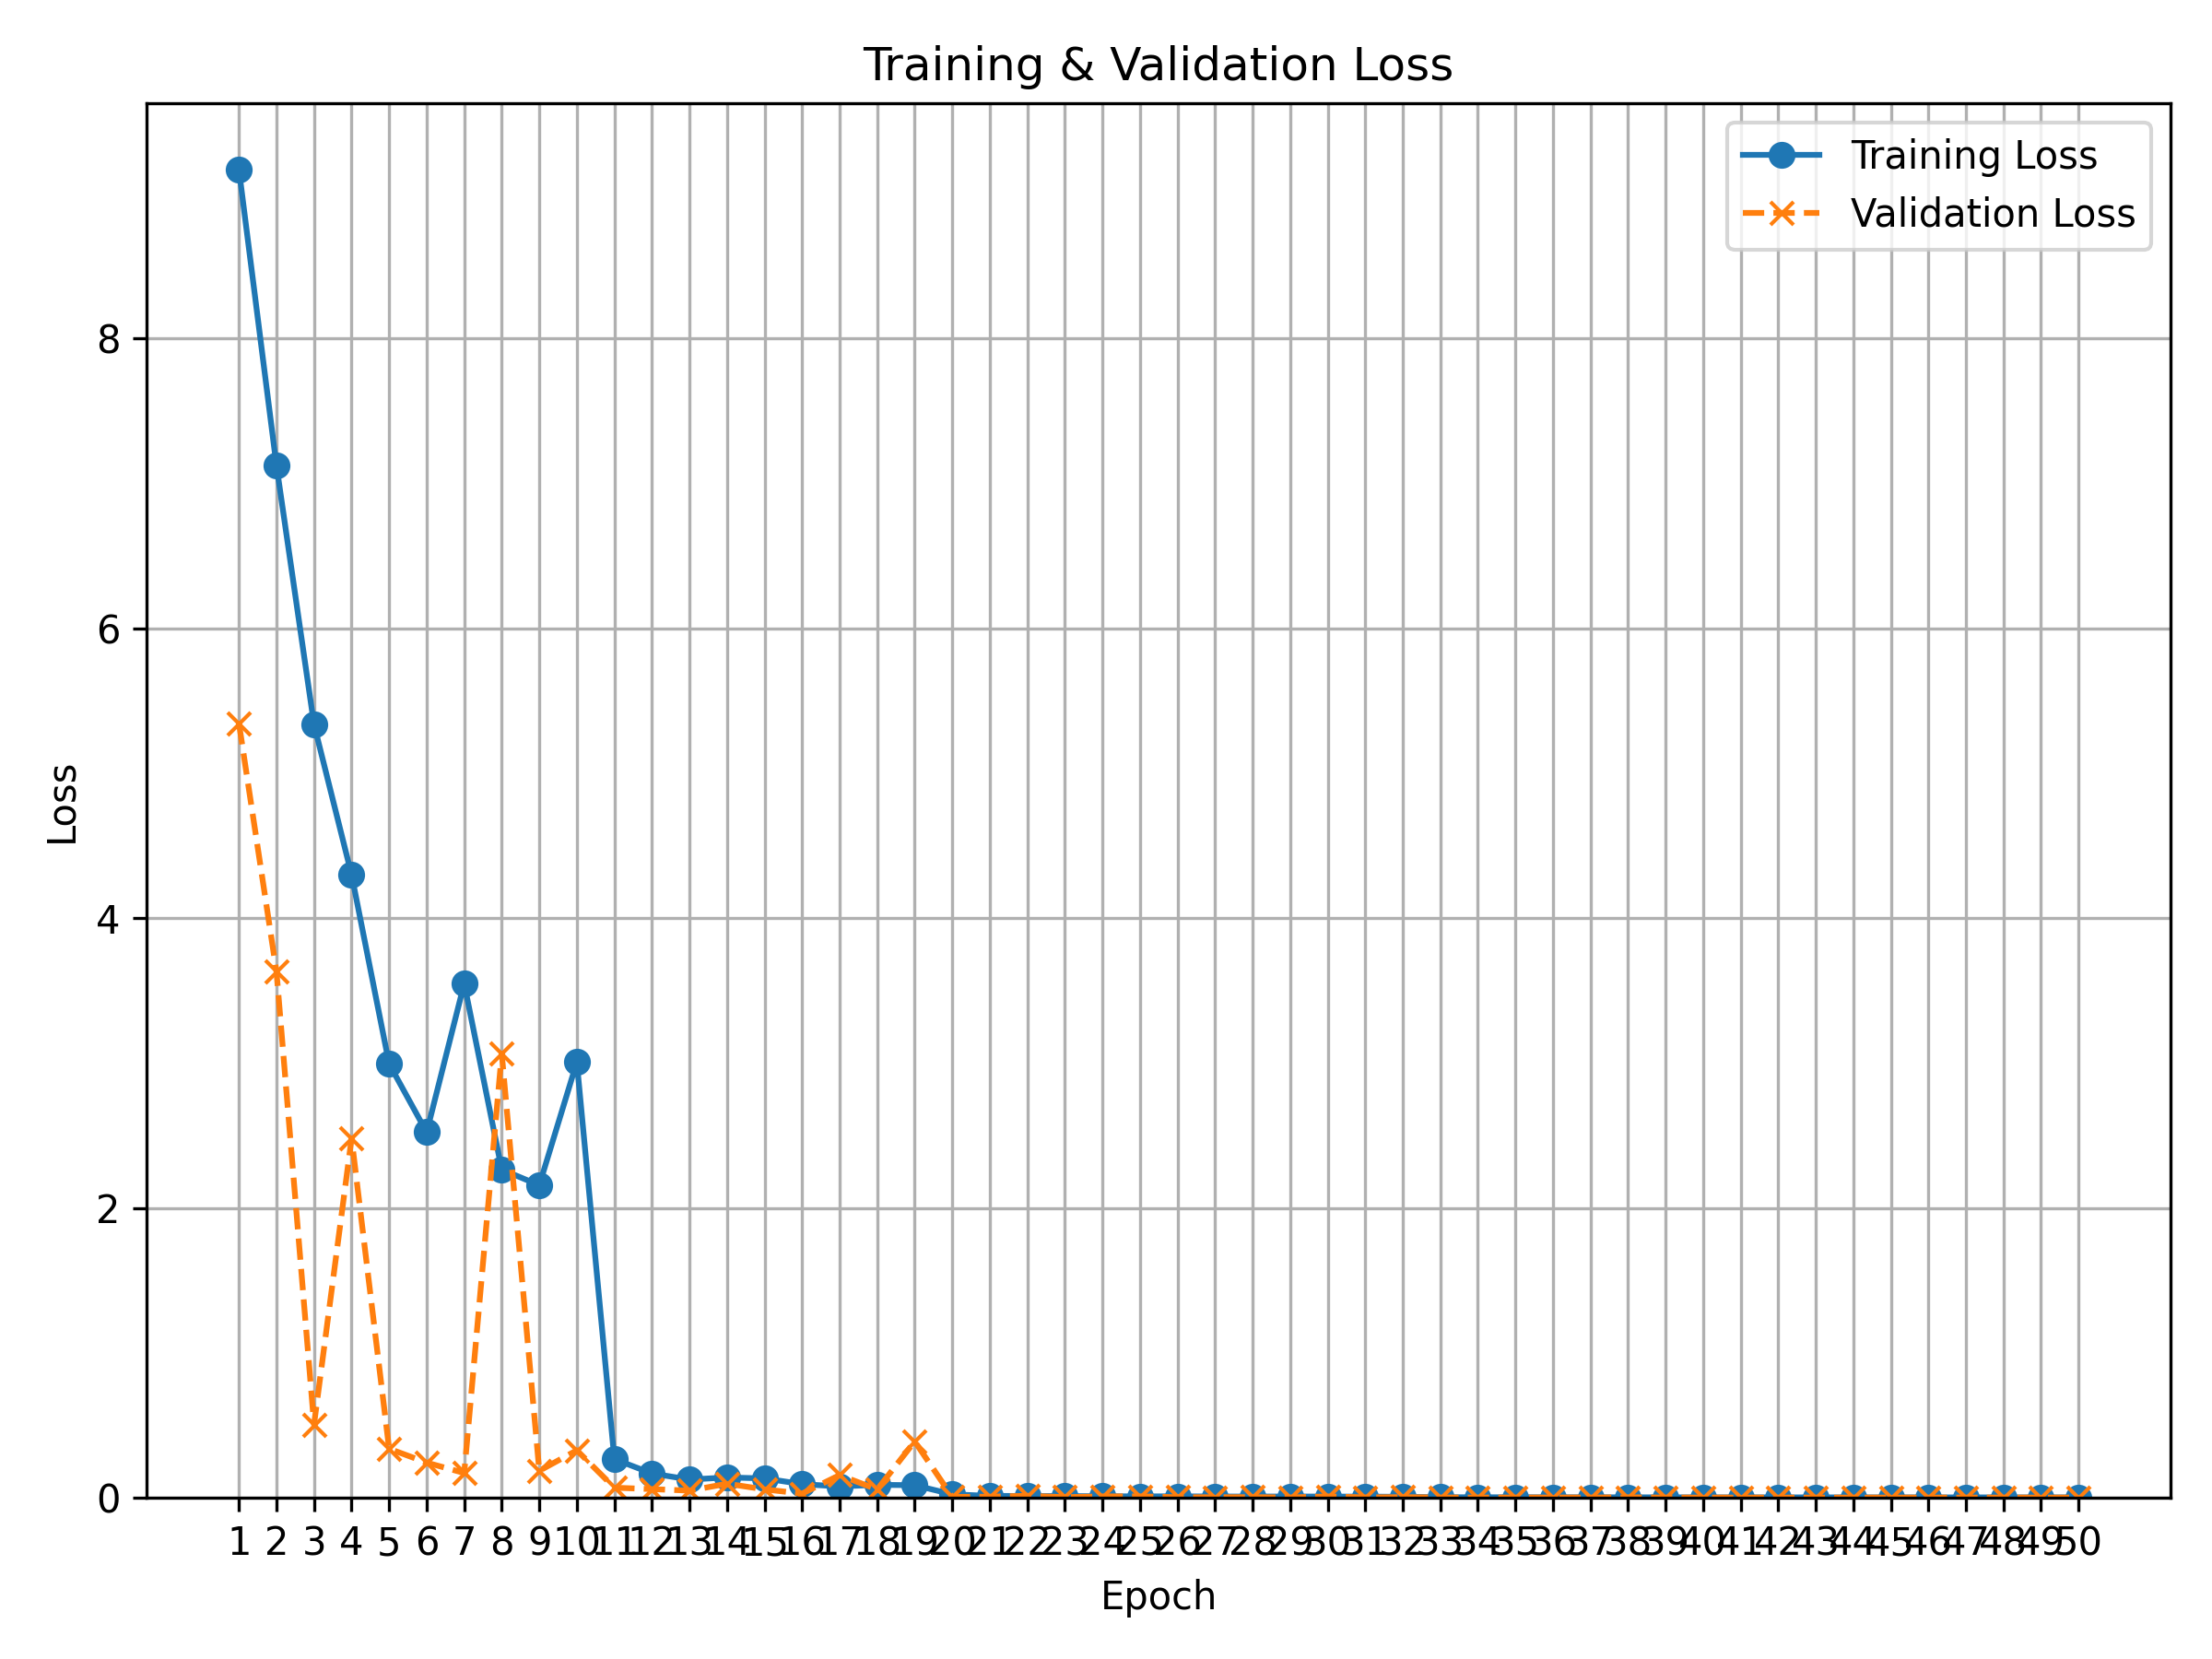 Training & Validation Loss
Training Loss
Validation Loss
8
6
4
2
0
Loss
1 2 3 4 5 6 7 8 9 10 11 12 13 14 15 16 17 18 19 20 21 22 23 24 25 26 27 28 29 30 31 32 33 34 35 36 37 38 39 40 41 42 43 44 45 46 47 48 49 50
Epoch